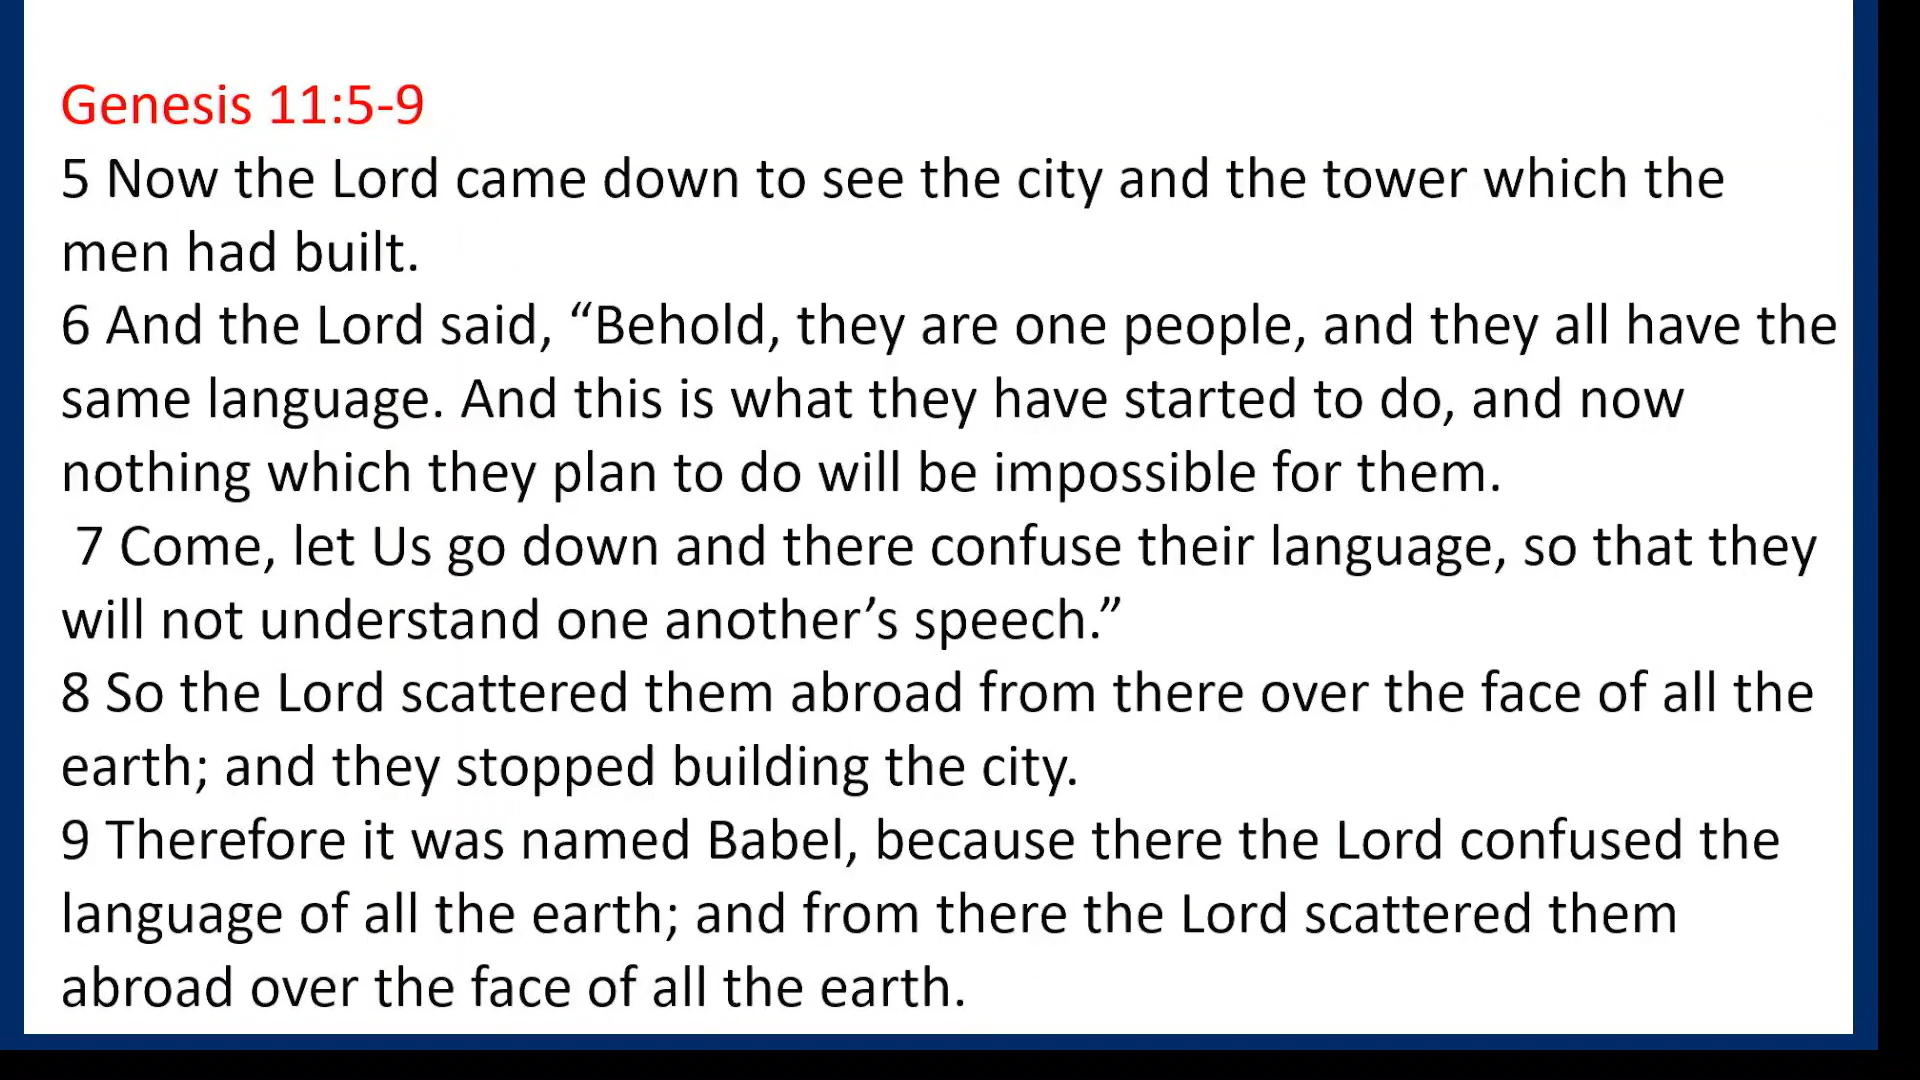 Genesis 11:5-9
5 Now the Lord came down to see the city and the tower which the
men had built.
6 And the Lord said, “Behold, they are one people, and they all have the
same language. And this is what they have started to do, and now
nothing which they plan to do will be impossible for them.
7 Come, let Us go down and there confuse their language, so that they
will not understand one another’s speech.”
8 So the Lord scattered them abroad from there over the face of all the
earth; and they stopped building the city.
9 Therefore it was named Babel, because there the Lord confused the
language of all the earth; and from there the Lord scattered them
abroad over the face of all the earth.